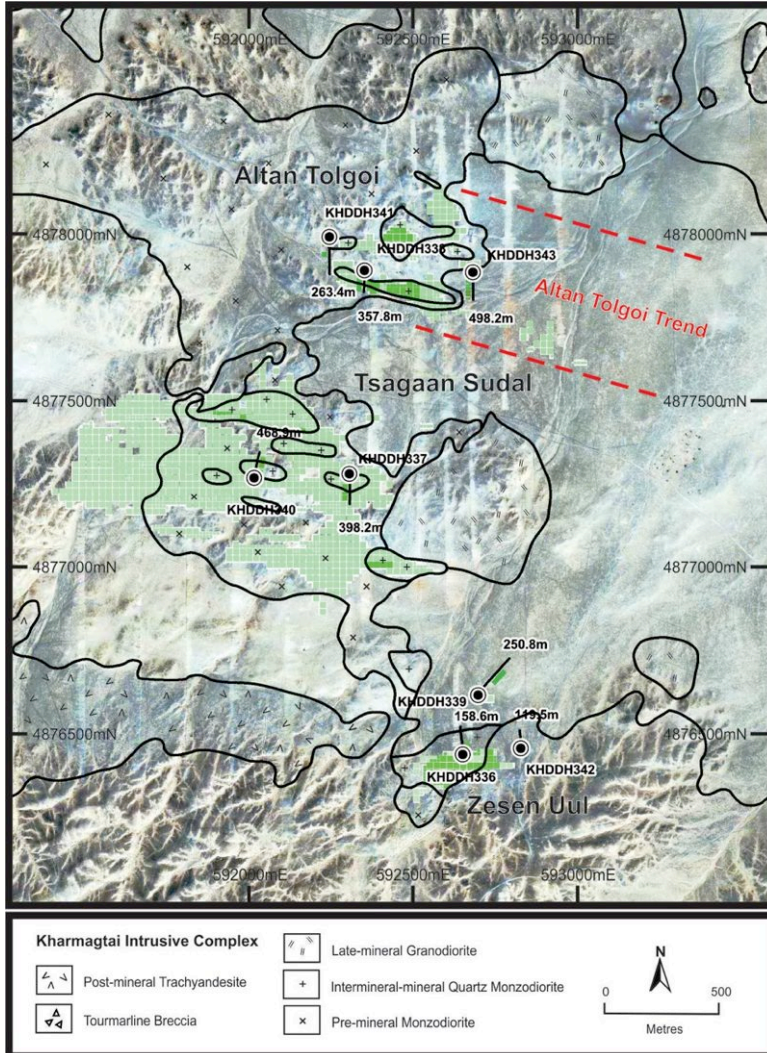 592000mE 592500mE 593000mE
Altan Tolgoi
KHDDH341
4878000mN 4878000mN
KHDDH338 KHDDH343
263.4m
357.8m 498.2m
Altan Tolgoi Trend
Tsagaan Sudal
4877500mN 4877500mN
468.9m KHDDH337
KHDDH340
398.2m
4877000mN 4877000mN
250.8m
KHDDH339
158.6m 119.5m
4876500mN 4876500mN
KHDDH336 KHDDH342
Zesen Uul
592000mE 592500mE 593000mE
Kharmagtai Intrusive Complex
Post-mineral Trachyandesite
Tourmarline Breccia
Late-mineral Granodiorite
Intermineral-mineral Quartz Monzodiorite
Pre-mineral Monzodiorite
N
0 500
Metres